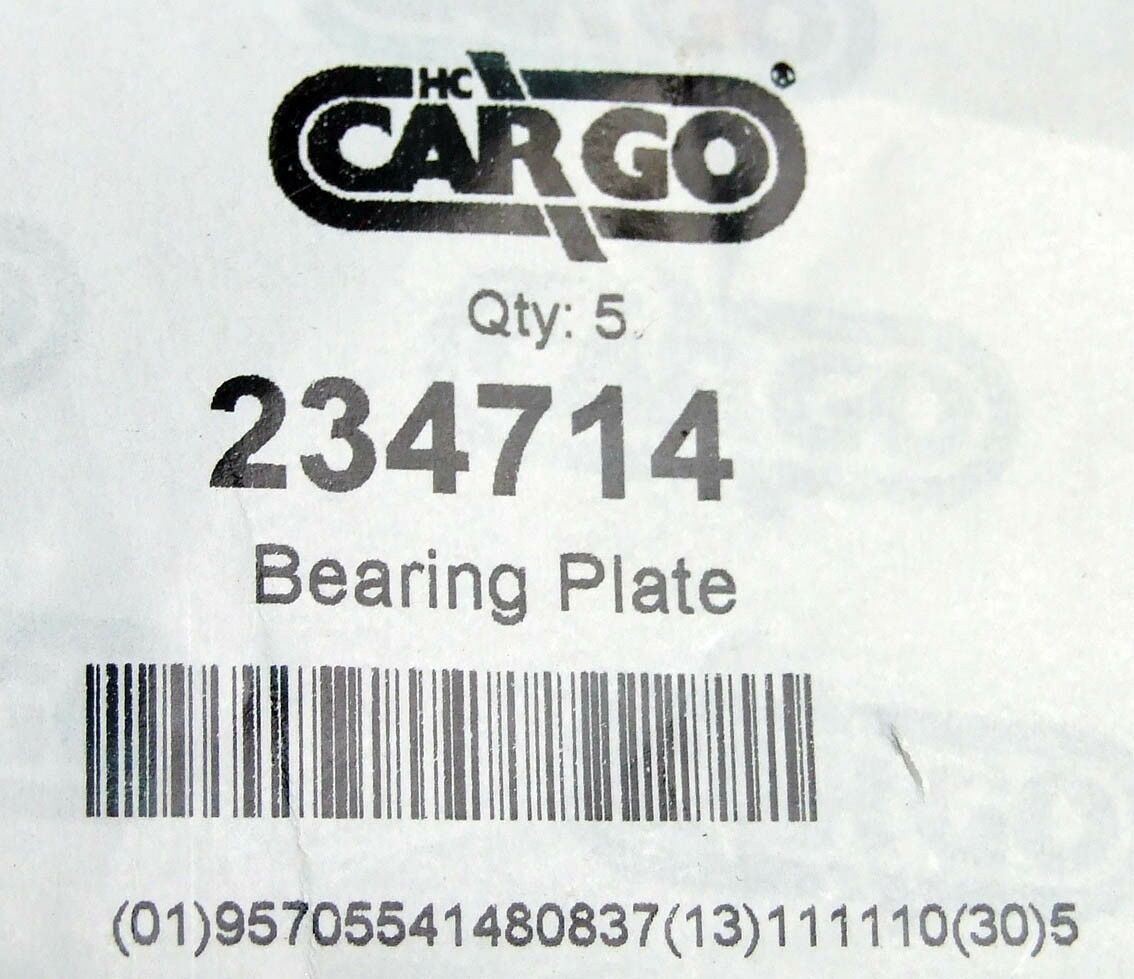 HC
CARGO®
Qty: 5
234714
Bearing Plate
(01)95705541480837(13)111110(30)5